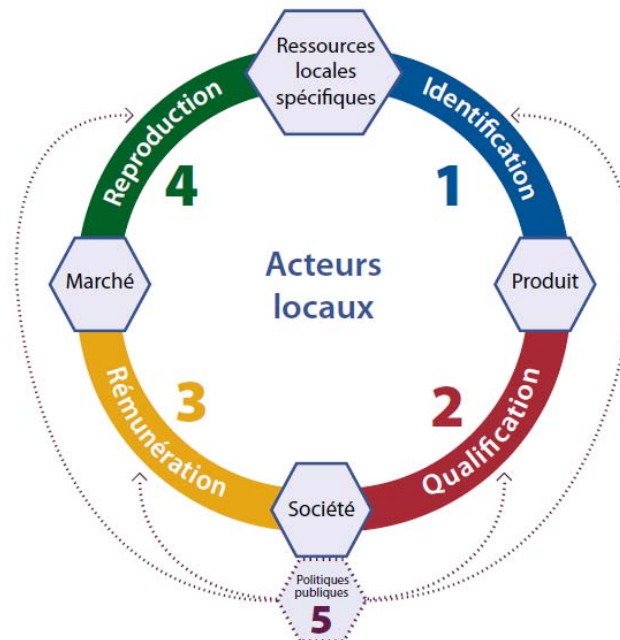 Ressources
locales
spécifiques
Reproduction
Identification
4
1
Marché
Acteurs
locaux
Produit
3
2
Rémunération
Qualification
Société
Politiques
publiques
5